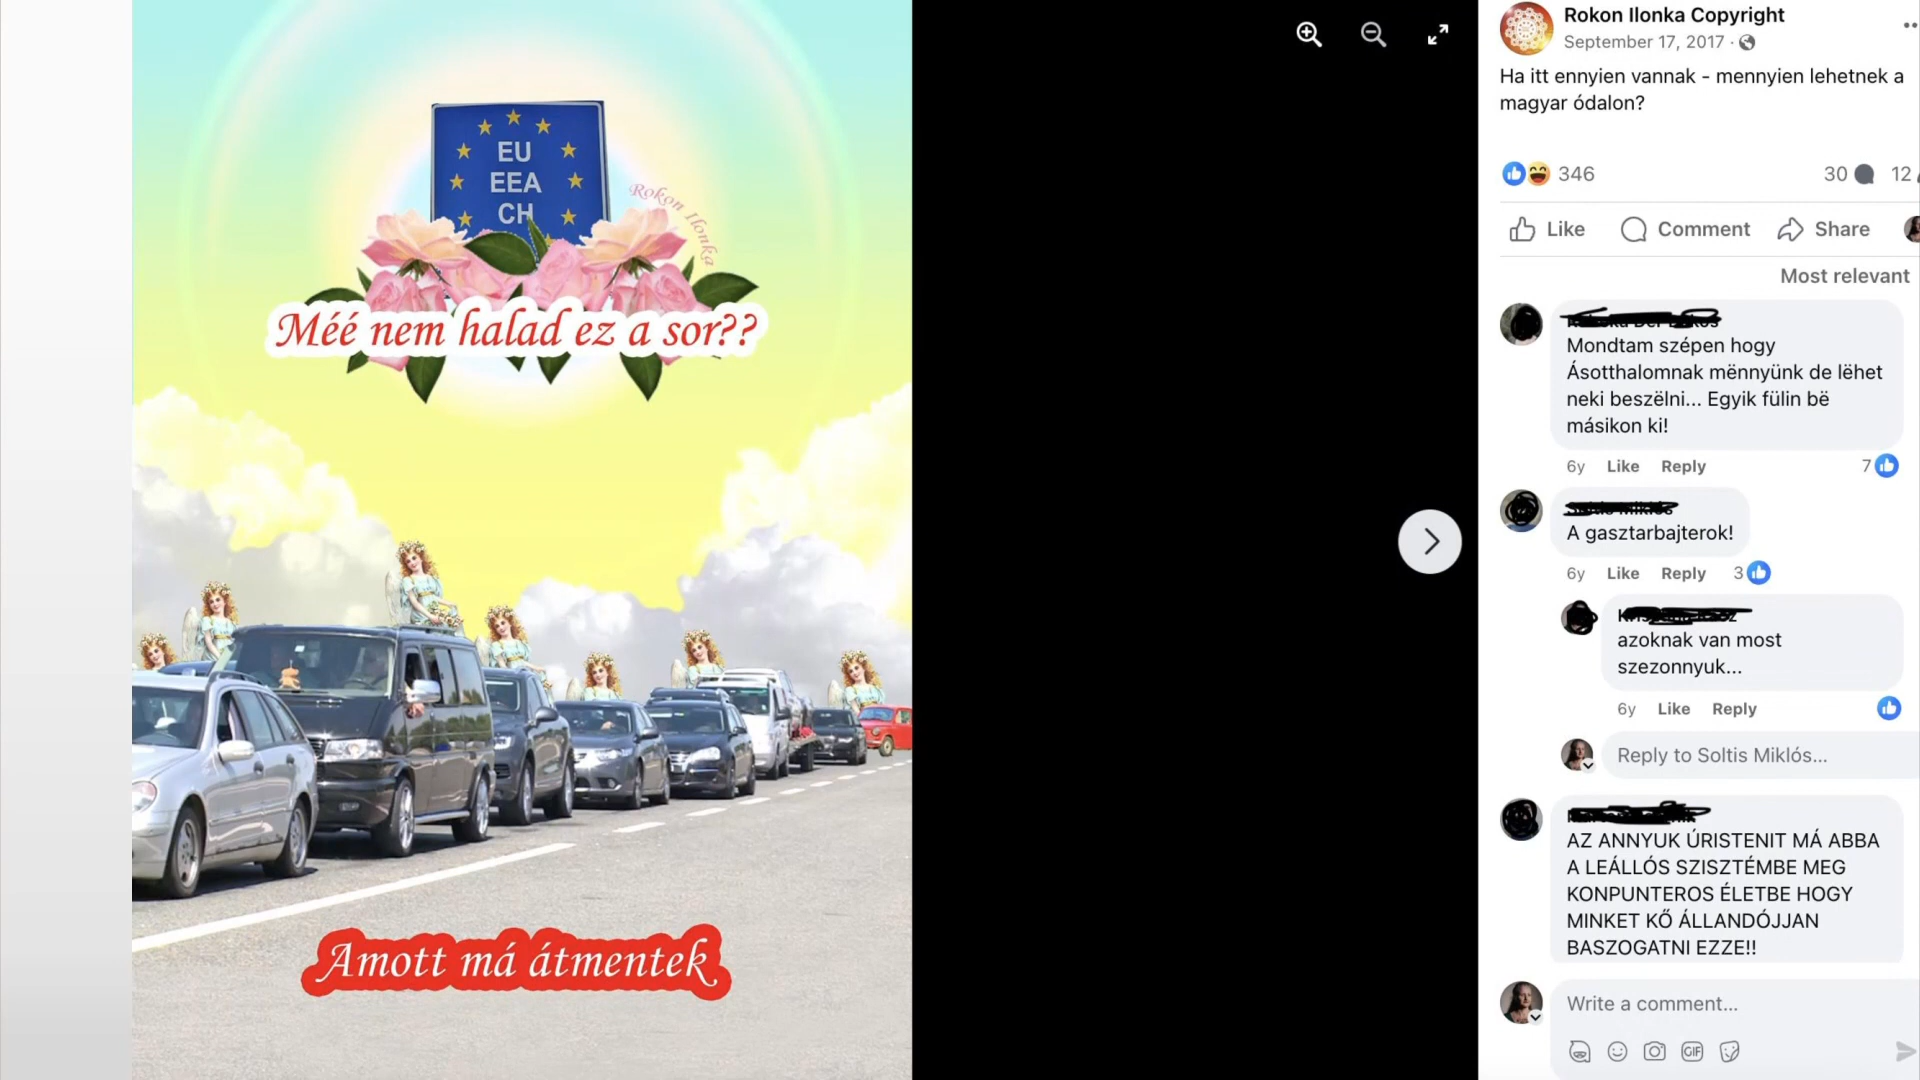 EU
EEA
CH
Rokon Ilonka
Méé nem halad ez a sor??
Amott má átmentek
Rokon Ilonka Copyright
September 17, 2017 ·
Ha itt ennyien vannak - mennyien lehetnek a
magyar ódalon?
346
30
12
Like
Comment
Share
Most relevant
Mondtam szépen hogy
Ásotthalomnak mënnyünk de lëhet
neki beszëlni... Egyik fülin bë
másikon ki!
6y Like Reply 7
A gasztarbajterok!
6y Like Reply 3
azoknak van most
szezonnyuk...
6y Like Reply
Reply to Soltis Miklós...
AZ ANNYUK ÚRISTENIT MÁ ABBA
A LEÁLLÓS SZISZTÉMBE MEG
KONPUNTEROS ÉLETBE HOGY
MINKET KŐ ÁLLANDÓJJAN
BASZOGATNI EZZE!!
Write a comment...
GIF